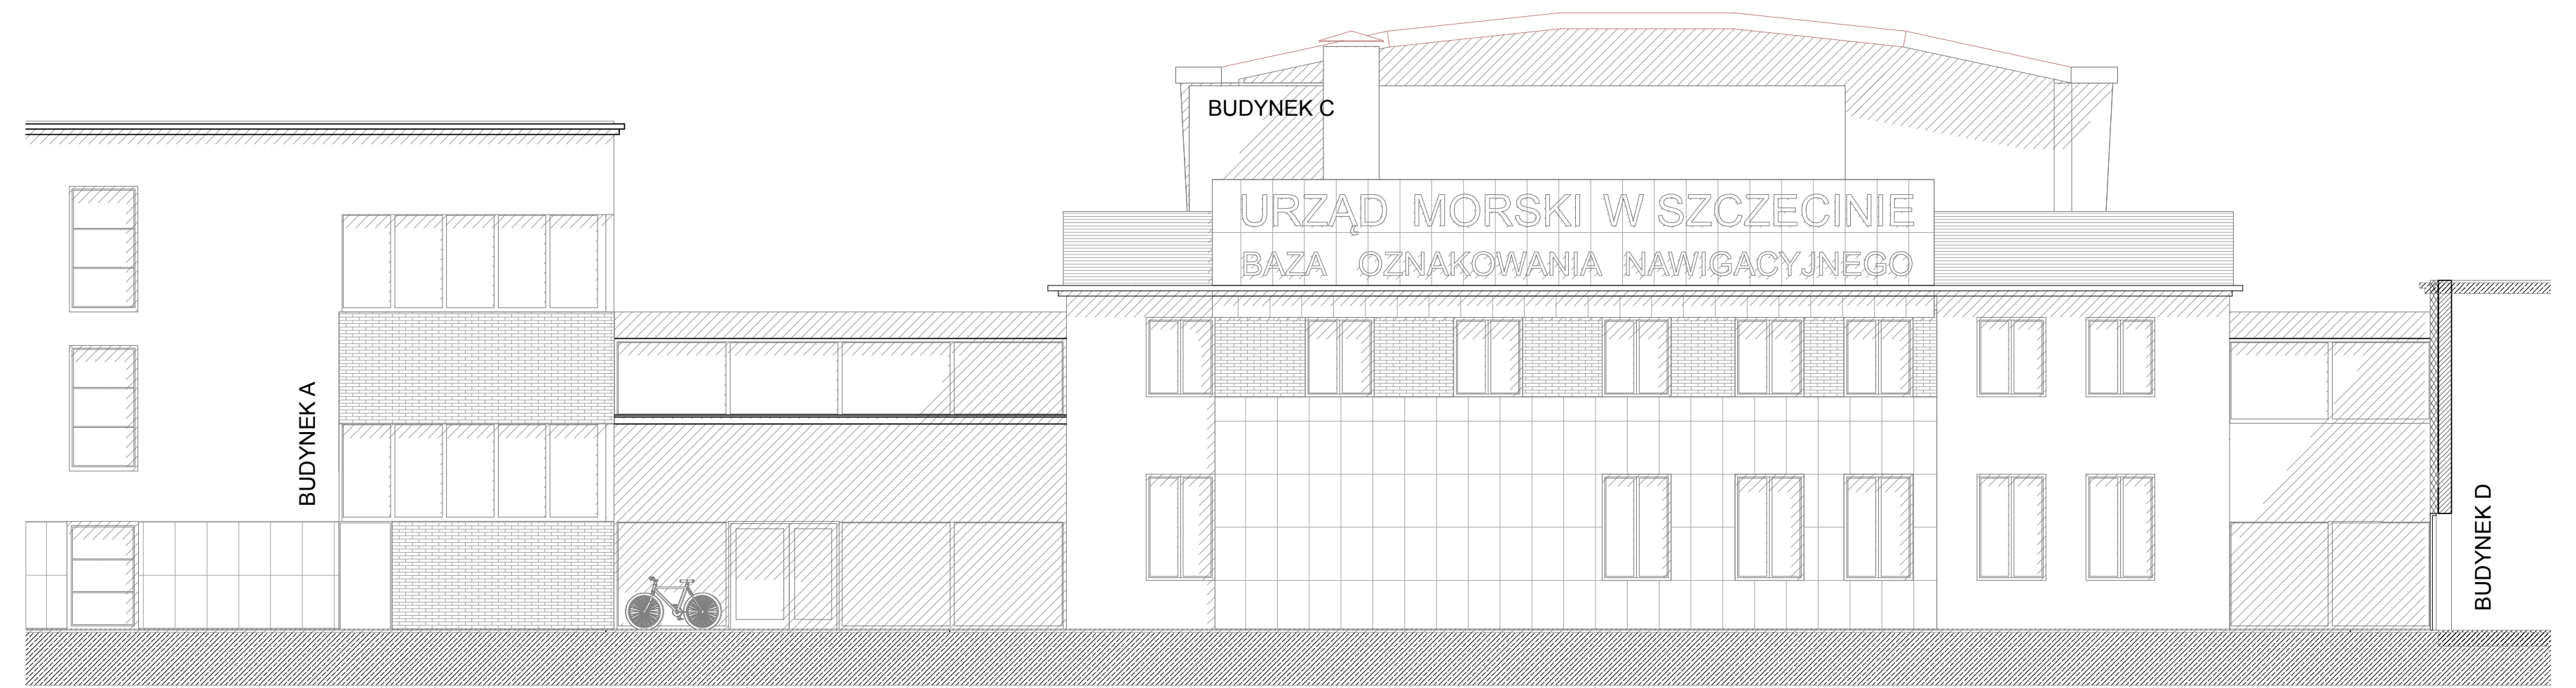 BUDYNEK C
URZĄD MORSKI W SZCZECINIE
BAZA OZNAKOWANIA NAWIGACYJNEGO
BUDYNEK A
BUDYNEK D